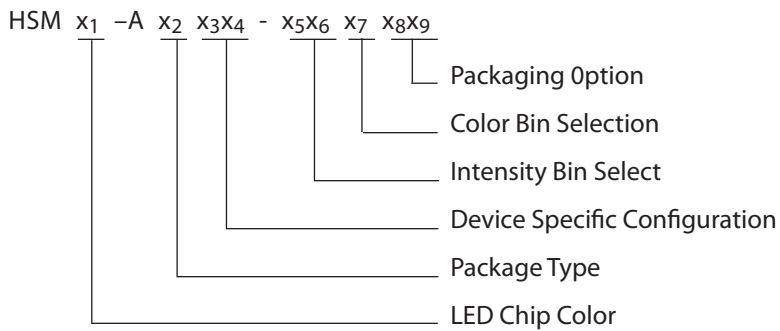 HSM x1 –A x2 x3x4 - x5x6 x7 x8x9
Packaging 0ption
Color Bin Selection
Intensity Bin Select
Device Specific Configuration
Package Type
LED Chip Color